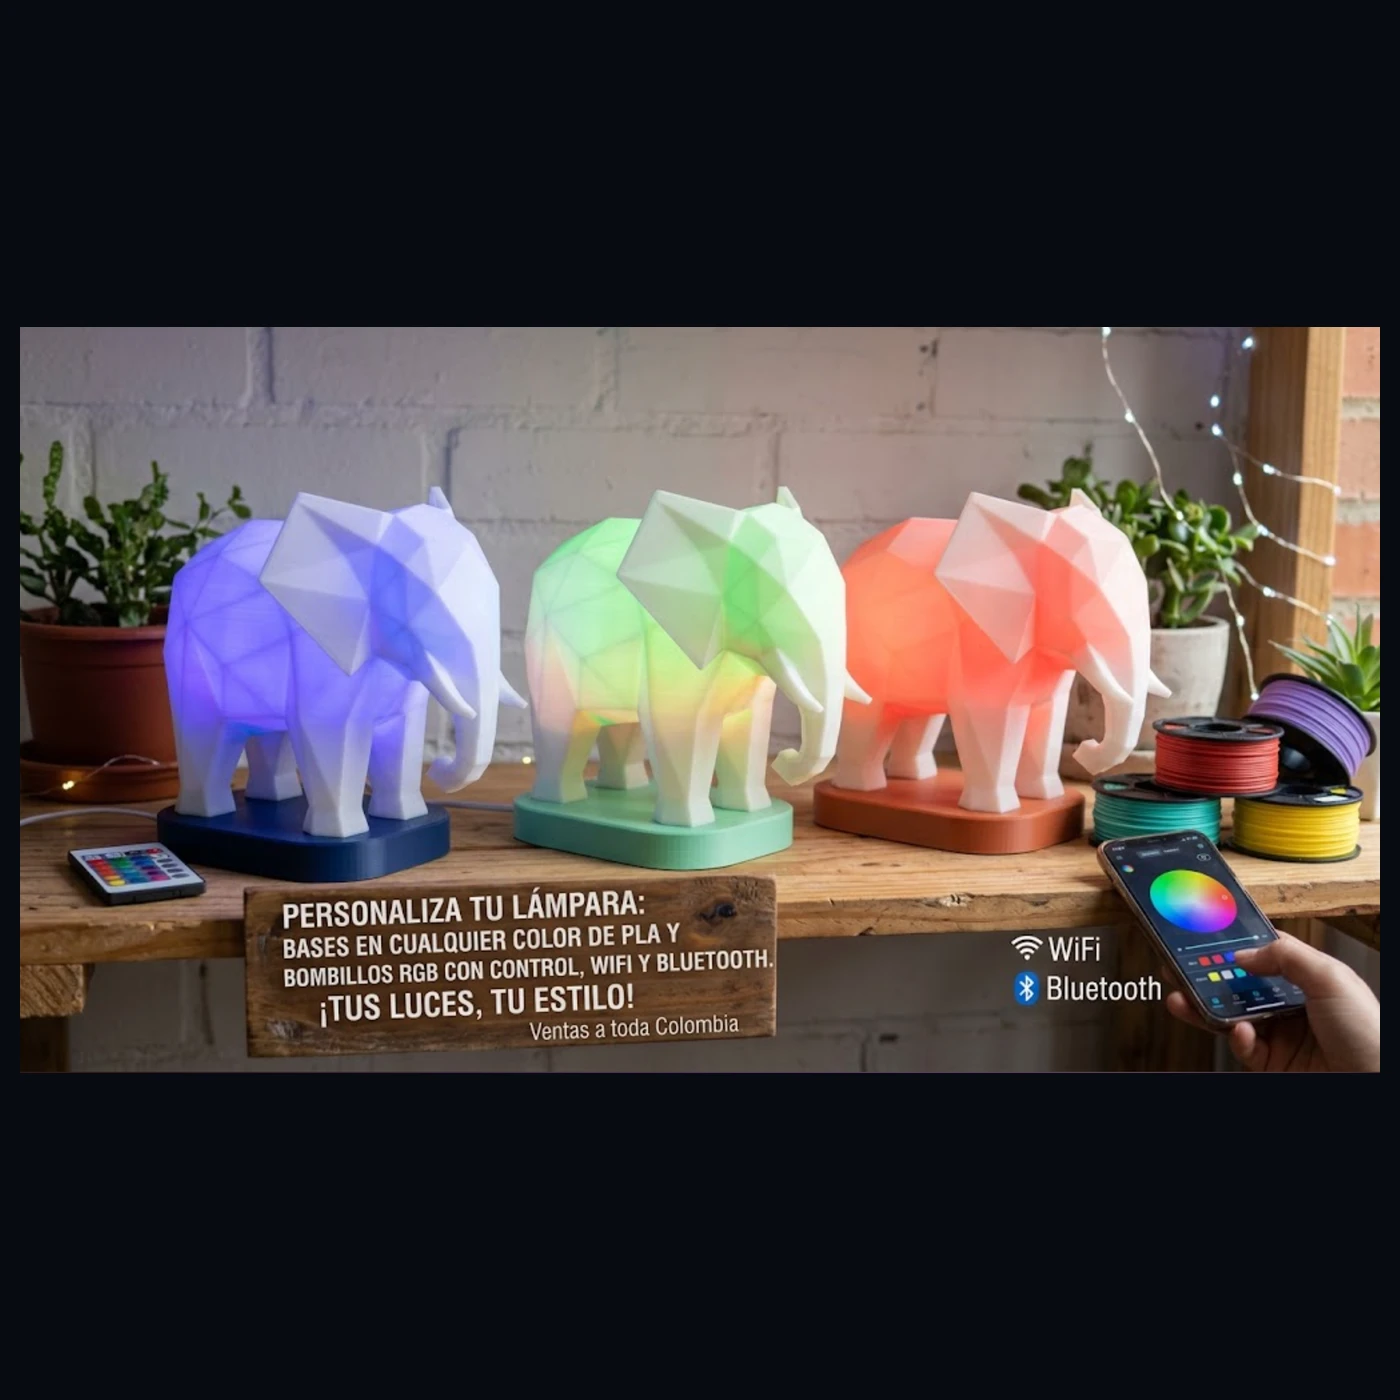 PERSONALIZA TU LÁMPARA:
BASES EN CUALQUIER COLOR DE PLA Y
BOMBILLOS RGB CON CONTROL, WIFI Y BLUETOOTH.
¡TUS LUCES, TU ESTILO!
Ventas a toda Colombia
WiFi
Bluetooth